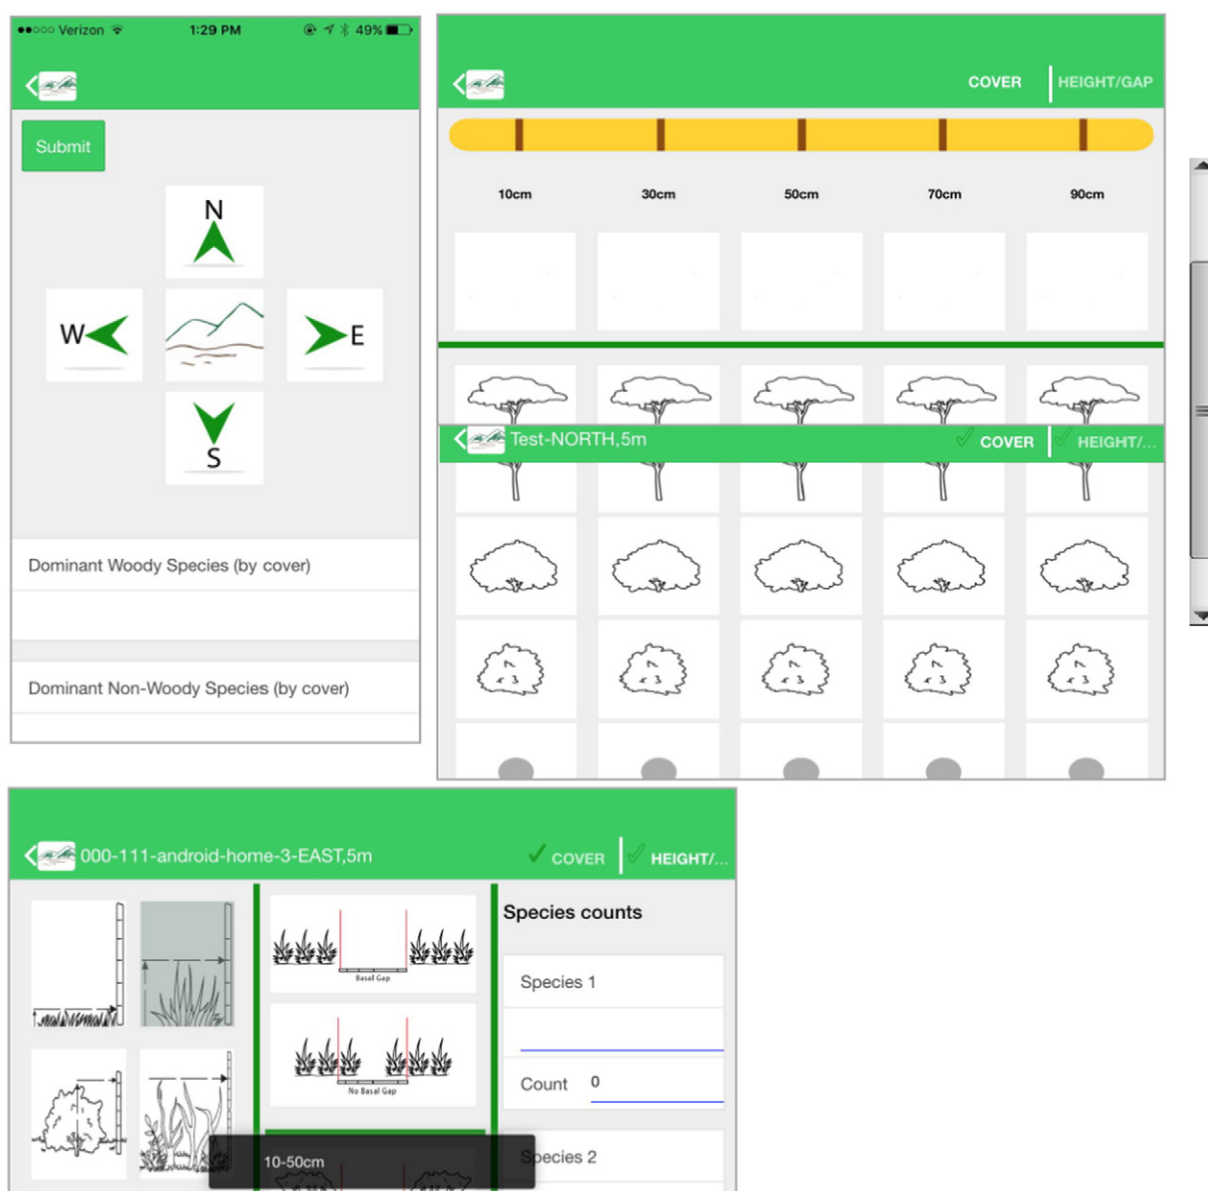 Verizon 1:29 PM 49%
Submit
N
W
E
S
Dominant Woody Species (by cover)
Dominant Non-Woody Species (by cover)
COVER HEIGHT/GAP
10cm 30cm 50cm 70cm 90cm
Test-NORTH,5m COVER HEIGHT/...
000-111-android-home-3-EAST,5m COVER HEIGHT/...
Basal Gap
No Basal Gap
10-50cm
Species counts
Species 1
Count 0
Species 2